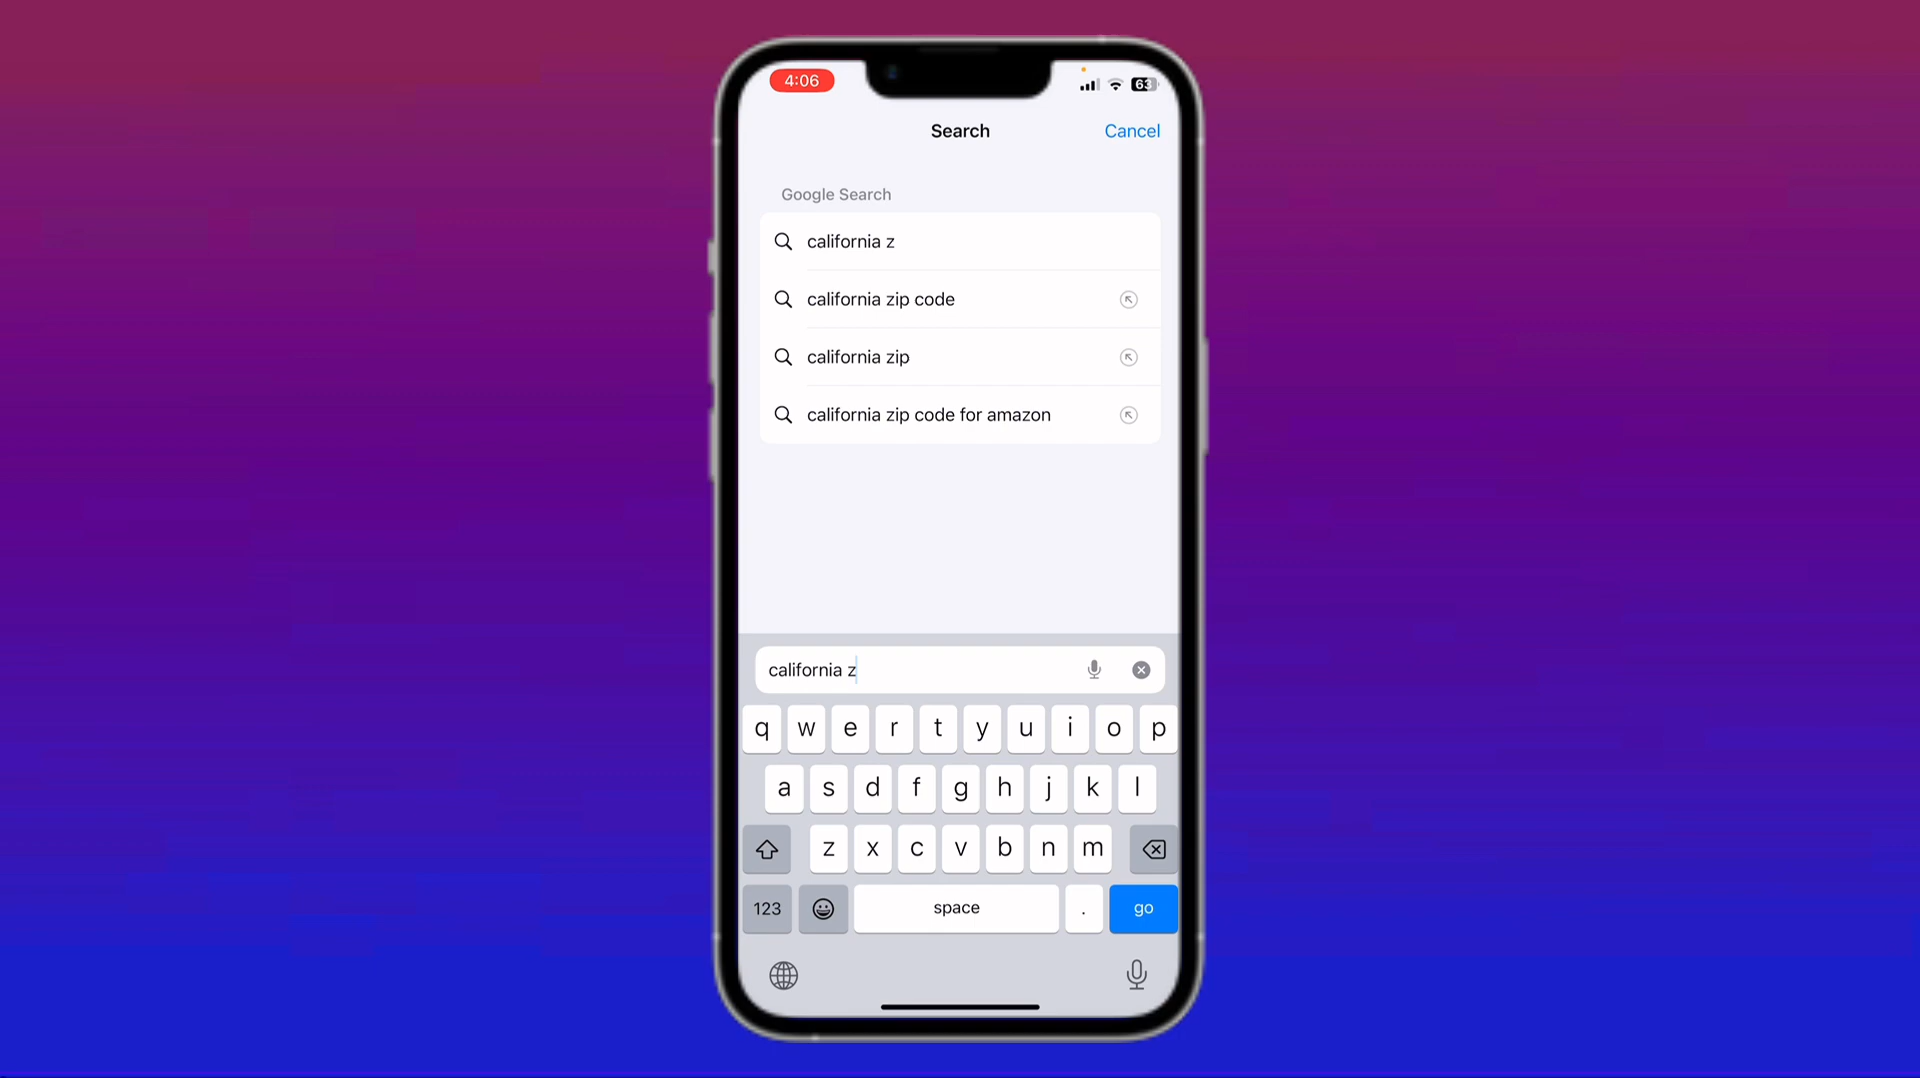 4:06
63
Search
Cancel
Google Search
california z
california zip code
california zip
california zip code for amazon
california z
q w e r t y u i o p
a s d f g h j k l
z x c v b n m
123
space
.
go